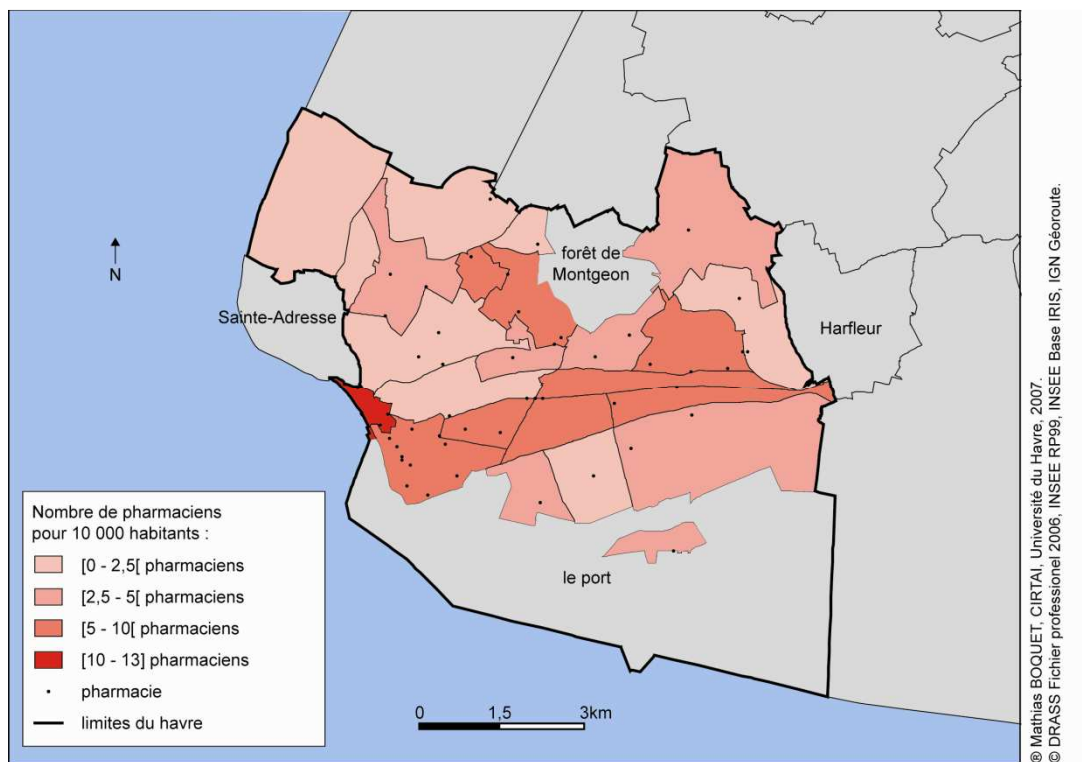 N
forêt de
Montgeon
Sainte-Adresse
Harfleur
le port
Nombre de pharmaciens
pour 10 000 habitants :
[0 - 2,5[ pharmaciens
[2,5 - 5[ pharmaciens
[5 - 10[ pharmaciens
[10 - 13] pharmaciens
pharmacie
limites du havre
0 1,5 3km
® Mathias BOQUET, CIRTAI, Université du Havre, 2007.
© DRASS Fichier professionel 2006, INSEE RP99, INSEE Base IRIS, IGN Géoroute.